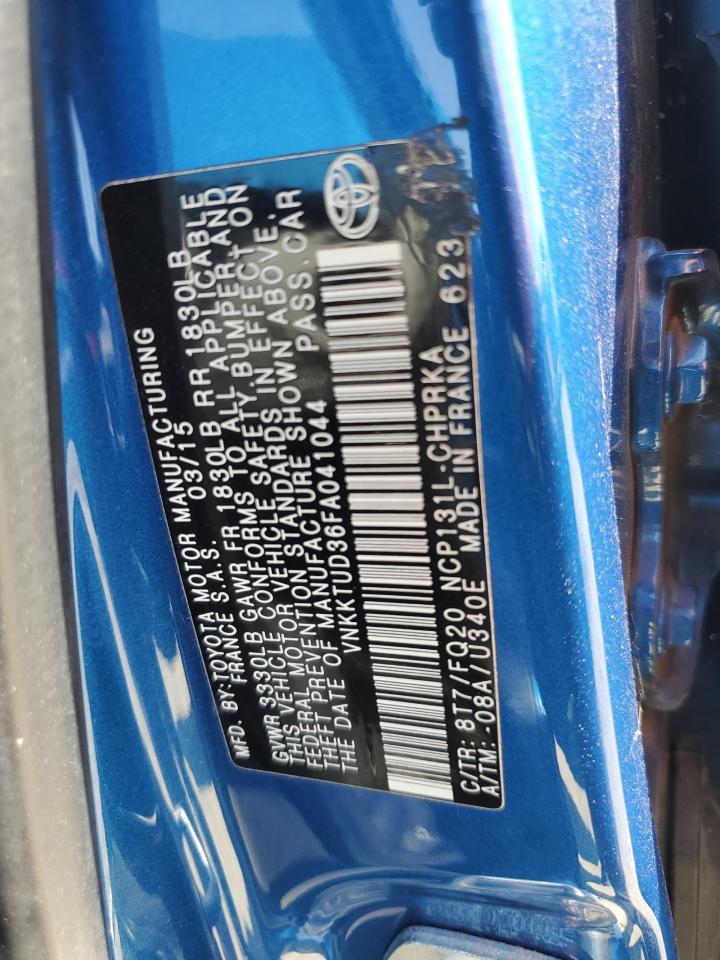 MFD. BY: TOYOTA MOTOR MANUFACTURING
FRANCE S.A.S. 03/15
GVWR 3330LB GAWR FR 1830LB RR 1830LB
THIS VEHICLE CONFORMS TO ALL APPLICABLE
FEDERAL MOTOR VEHICLE SAFETY, BUMPER, AND
THEFT PREVENTION STANDARDS IN EFFECT ON
THE DATE OF MANUFACTURE SHOWN ABOVE.
VNKKTUD36FA041044 PASS.CAR
C/TR: 8T7/FQ20 NCP131L-CHPRKA
A/TM: -08A/U340E MADE IN FRANCE 623